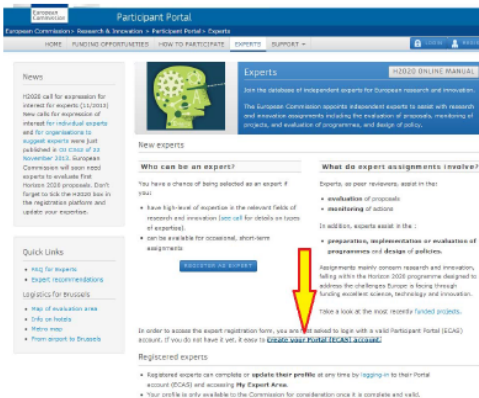 European
Commission
Participant Portal
European Commission > Research & Innovation > Participant Portal > Experts
HOME FUNDING OPPORTUNITIES HOW TO PARTICIPATE EXPERTS SUPPORT
LOGIN
News
H2020 call for expression for
interest for experts (11/2013)
New calls for expression of
interest for individual experts
and for organisations to
suggest experts were just
published in OJ C342 of 22
November 2013. European
Commission will soon need
experts to evaluate first
Horizon 2020 proposals. Don't
forget to tick the H2020 box in
the registration platform and
update your expertise.
Quick Links
FAQ for Experts
Expert recommendations
Logistics for Brussels
Map of evaluation area
Info on hotels
Metro map
From airport to Brussels
Experts
H2020 ONLINE MANUAL
Join the database of independent experts for European research and innovation.
The European Commission appoints independent experts to assist with research
and innovation assignments including the evaluation of proposals, monitoring of
projects, and evaluation of programmes, and design of policy.
New experts
Who can be an expert?
You have a chance of being selected as an expert if
you:
have high-level of expertise in the relevant fields of
research and innovation (see call for details on types
of expertise).
can be available for occasional, short-term
assignments
REGISTER AS EXPERT
What do expert assignments involve?
Experts, as peer reviewers, assist in the:
evaluation of proposals
monitoring of actions
In addition, experts assist in the :
preparation, implementation or evaluation of
programmes and design of policies.
Assignments mainly concern research and innovation,
falling within the Horizon 2020 programme designed to
address the challenges Europe is facing through
funding excellent science, technology and innovation.
Take a look at the most recently funded projects.
In order to access the expert registration form, you are first asked to login with a valid Participant Portal (ECAS)
account. If you do not have it yet, it easy to create your Portal (ECAS) account.
Registered experts
Registered experts can complete or update their profile at any time by logging-in to their Portal
account (ECAS) and accessing My Expert Area.
Your profile is only available to the Commission for consideration once it is complete and valid.